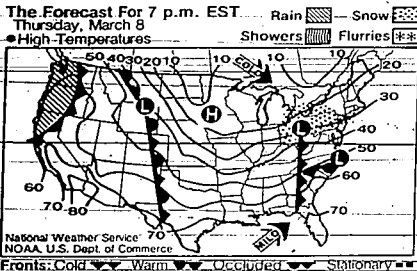 The Forecast For 7 p.m. EST
Thursday, March 8
●High Temperatures
Rain Snow
Showers Flurries
50 40 30 20 10 10 COLD 10 10 20
30
L H L 40
L 50
60
60 70 80 70 70
MILD
National Weather Service
NOAA, U.S. Dept. of Commerce
Fronts: Cold Warm Occluded Stationary